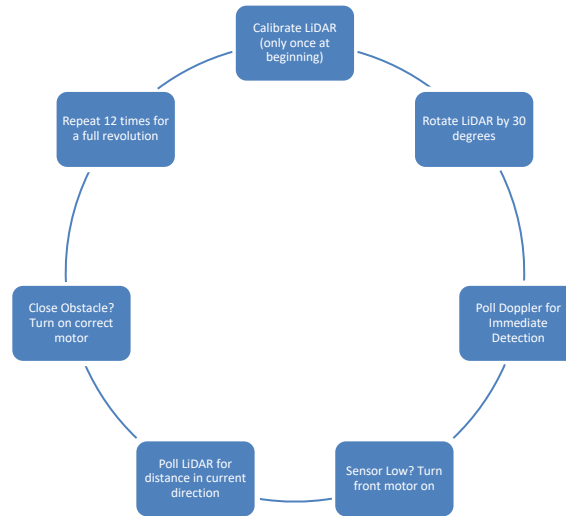 Calibrate LiDAR
(only once at
beginning)
Rotate LiDAR by 30
degrees
Poll Doppler for
Immediate
Detection
Sensor Low? Turn
front motor on
Poll LiDAR for
distance in current
direction
Close Obstacle?
Turn on correct
motor
Repeat 12 times for
a full revolution